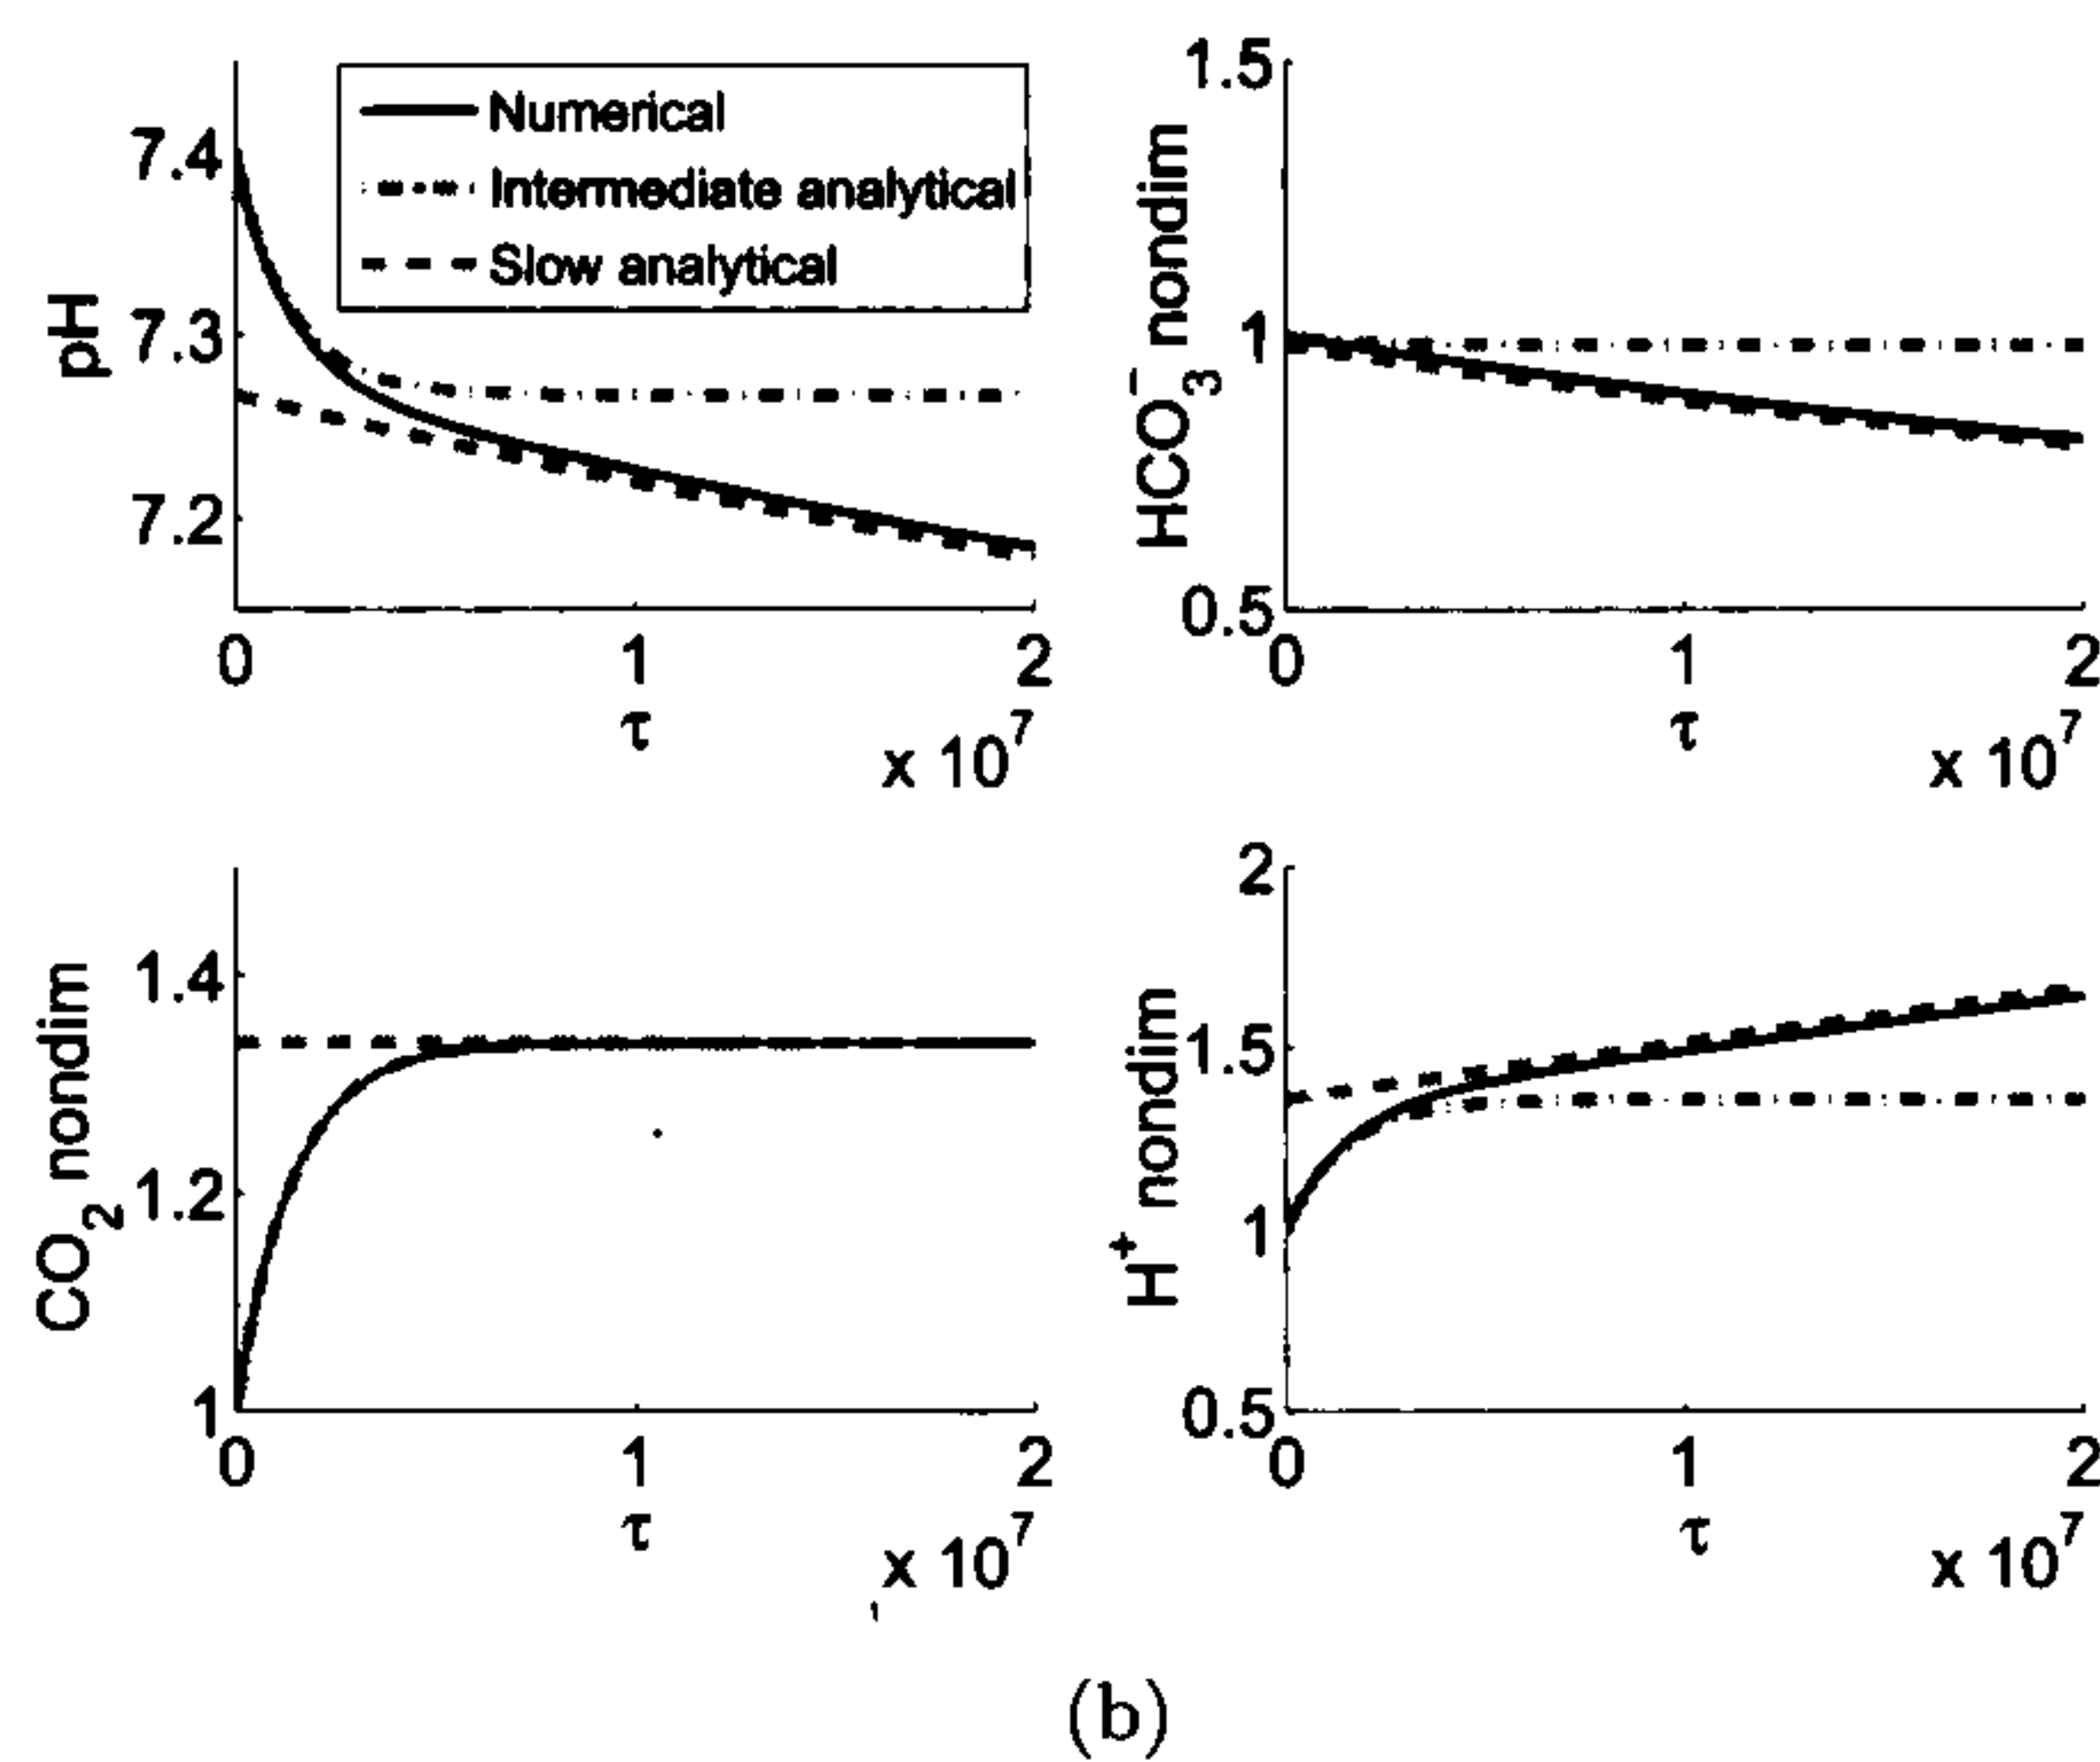 Numerical
Intermediate analytical
Slow analytical
7.4
7.3
7.2
pH
0 1 2
τ
x 10^7
1.5
1
0.5
HCO3^- nondim
0 1 2
τ
x 10^7
1.4
1.2
1
CO2 nondim
0 1 2
τ
x 10^7
2
1.5
1
0.5
H^+ nondim
0 1 2
τ
x 10^7
(b)